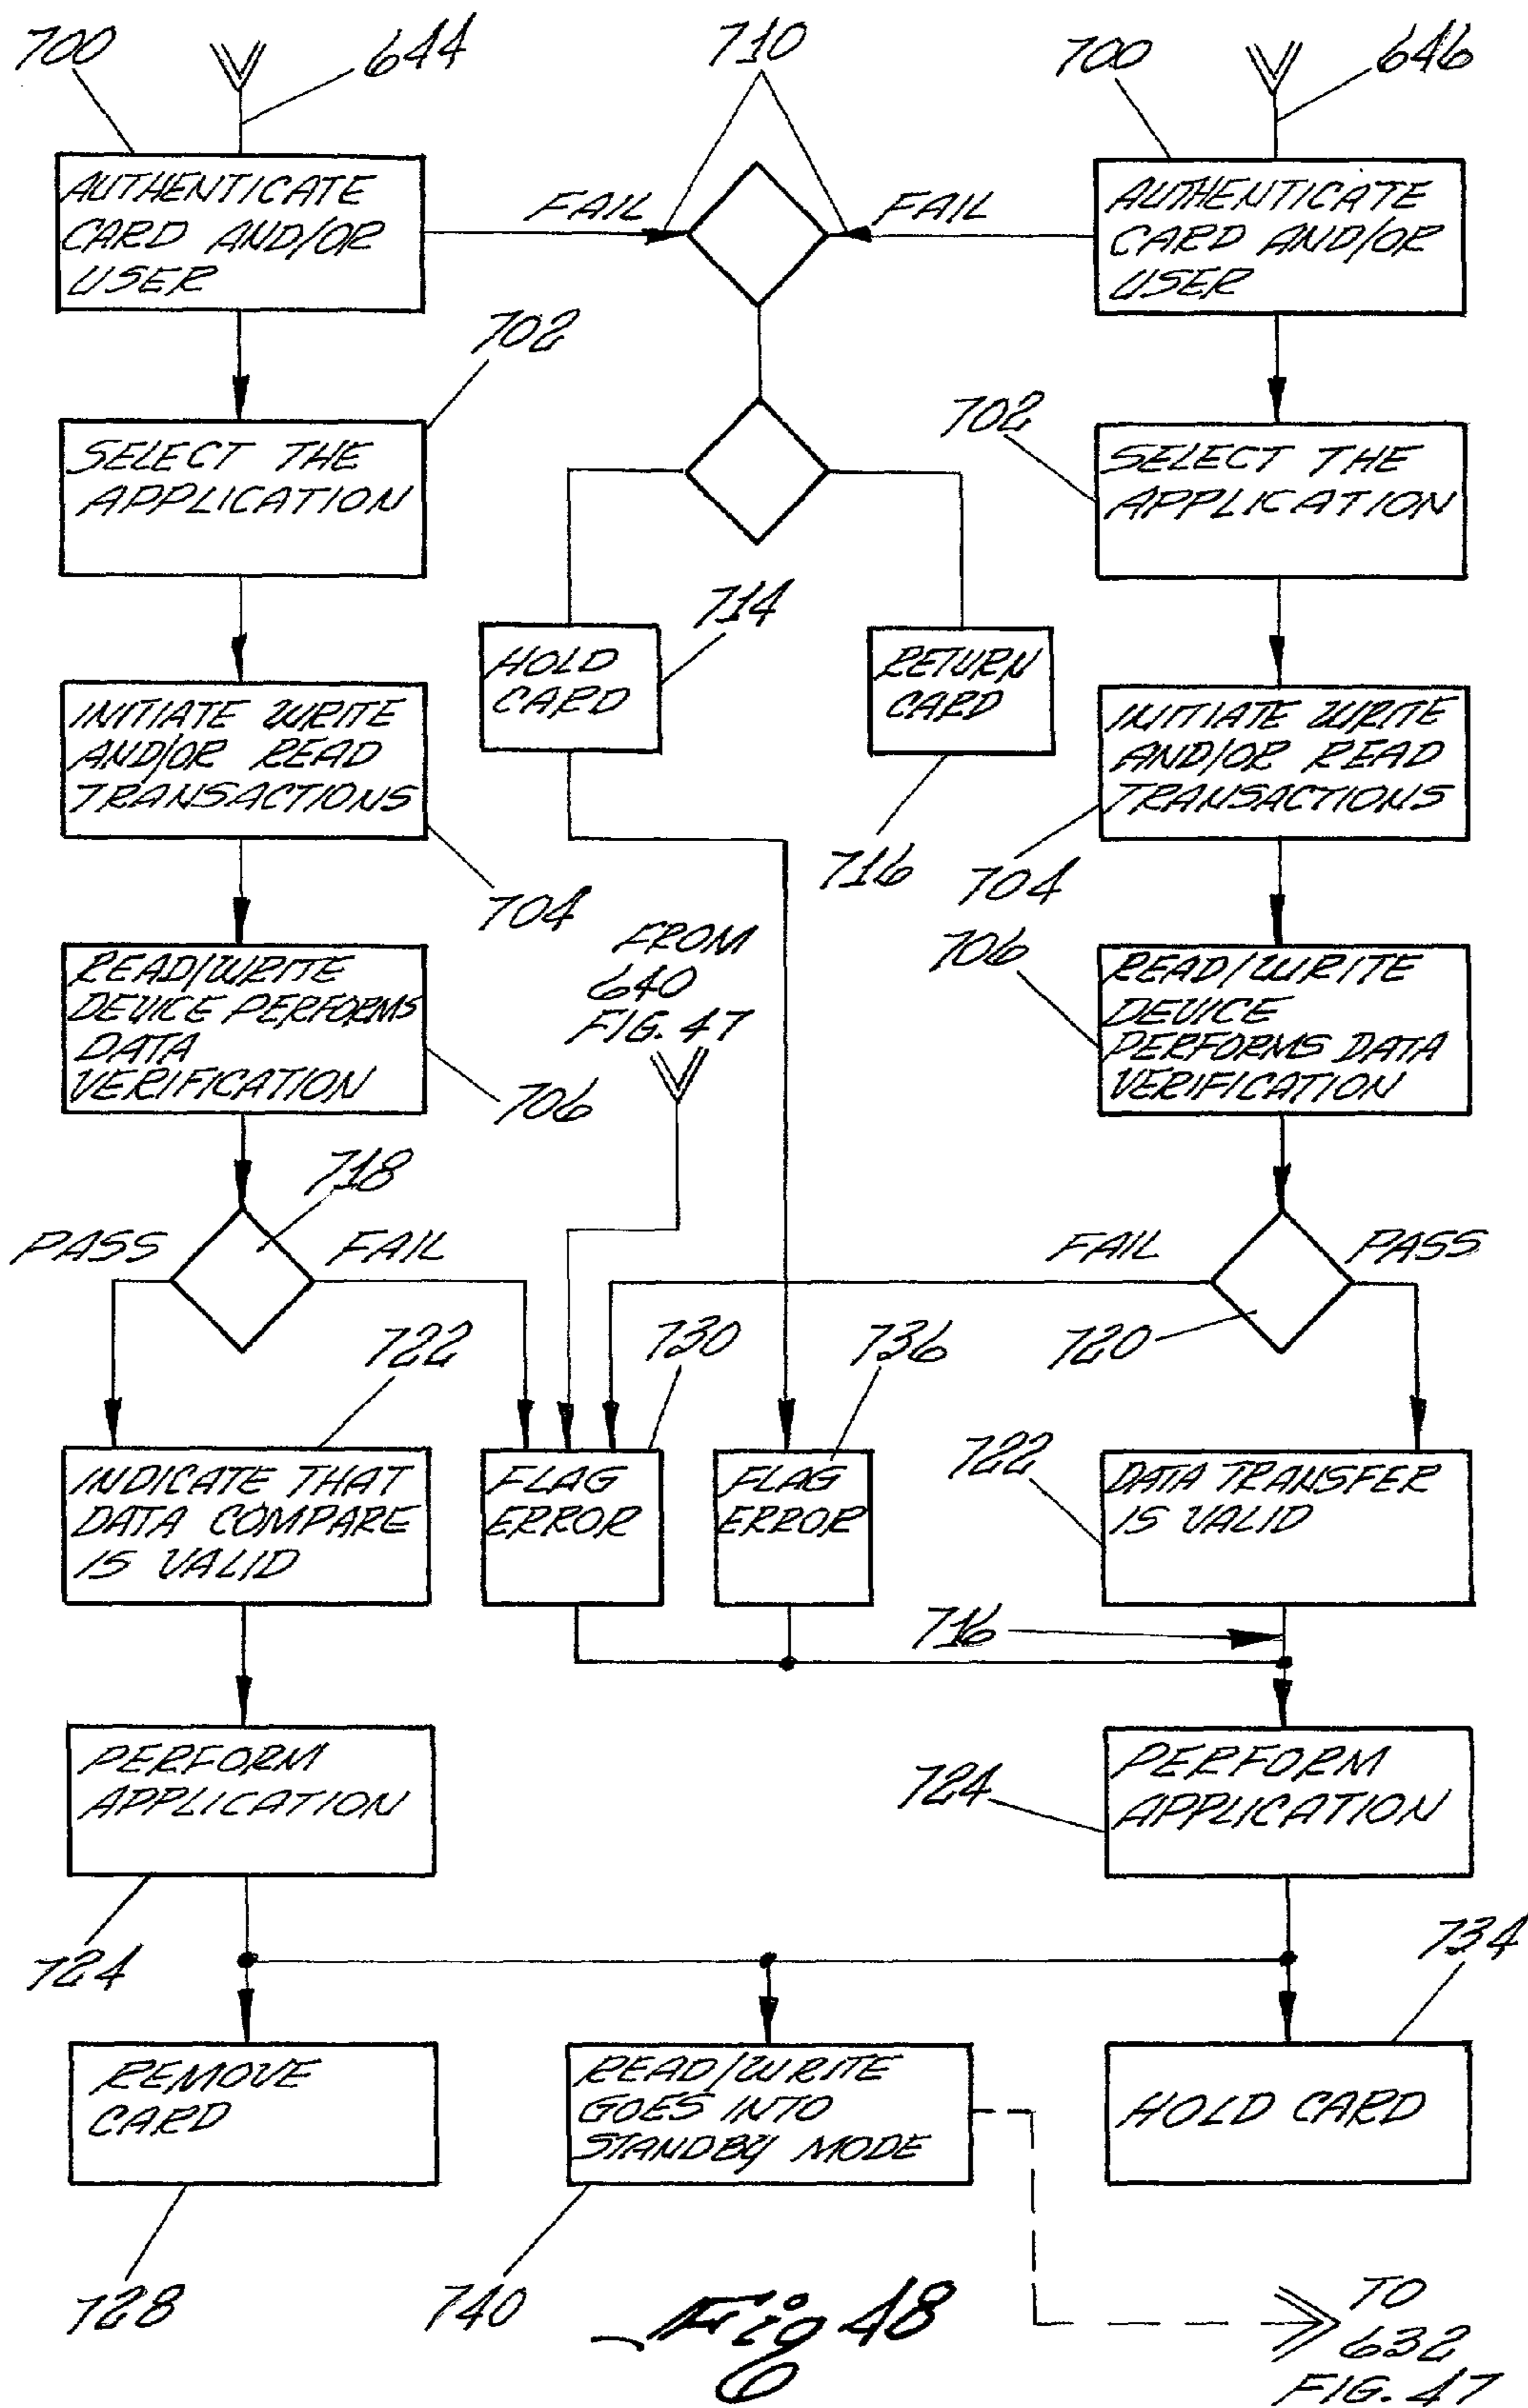 700
644
710
700
646
AUTHENTICATE
CARD AND/OR
USER
FAIL
FAIL
AUTHENTICATE
CARD AND/OR
USER
702
702
SELECT THE
APPLICATION
SELECT THE
APPLICATION
714
HOLD
CARD
RETURN
CARD
INITIATE WRITE
AND/OR READ
TRANSACTIONS
INITIATE WRITE
AND/OR READ
TRANSACTIONS
704
716
704
FROM
640
FIG. 47
706
READ/WRITE
DEVICE PERFORMS
DATA
VERIFICATION
READ/WRITE
DEVICE
PERFORMS DATA
VERIFICATION
706
718
PASS
FAIL
FAIL
PASS
722
730
736
720
INDICATE THAT
DATA COMPARE
IS VALID
FLAG
ERROR
FLAG
ERROR
722
DATA TRANSFER
IS VALID
716
PERFORM
APPLICATION
724
PERFORM
APPLICATION
724
734
REMOVE
CARD
READ/WRITE
GOES INTO
STANDBY MODE
HOLD CARD
728
740
Fig 48
TO
632
FIG. 47